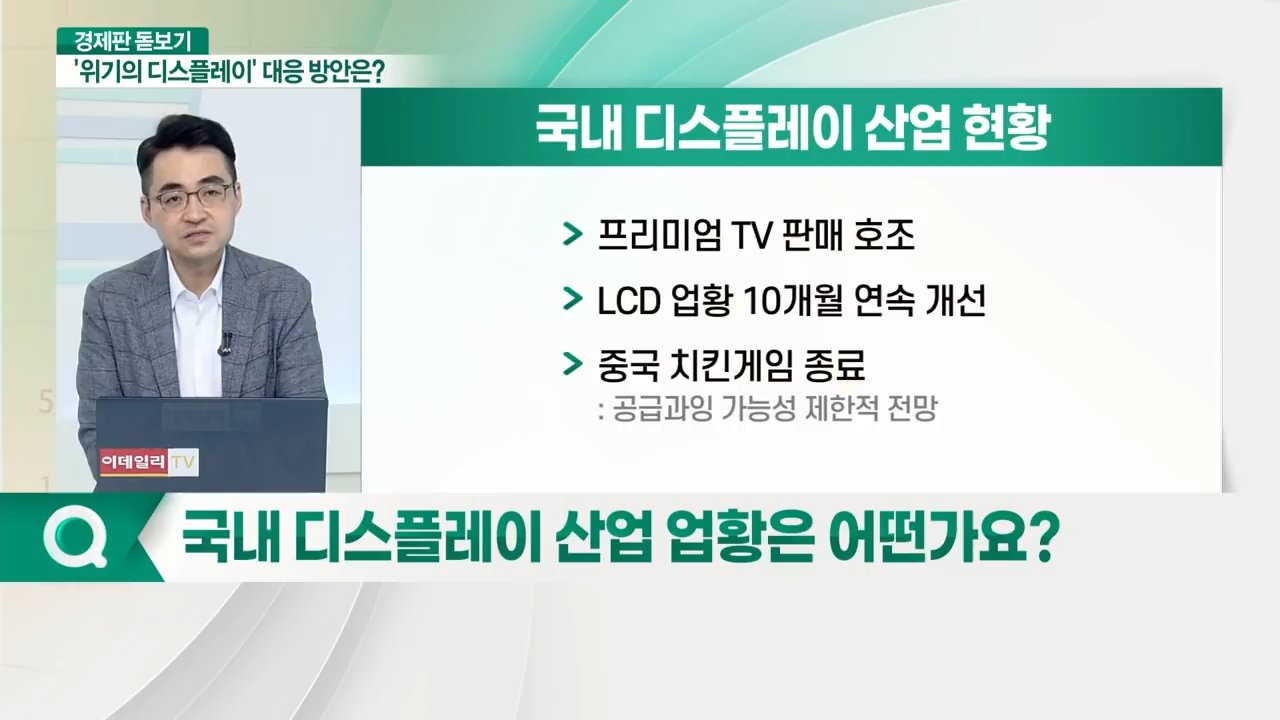 경제판 돋보기
'위기의 디스플레이' 대응 방안은?
국내 디스플레이 산업 현황
> 프리미엄 TV 판매 호조
> LCD 업황 10개월 연속 개선
> 중국 치킨게임 종료
: 공급과잉 가능성 제한적 전망
5
1
이데일리 TV
Q 국내 디스플레이 산업 업황은 어떤가요?